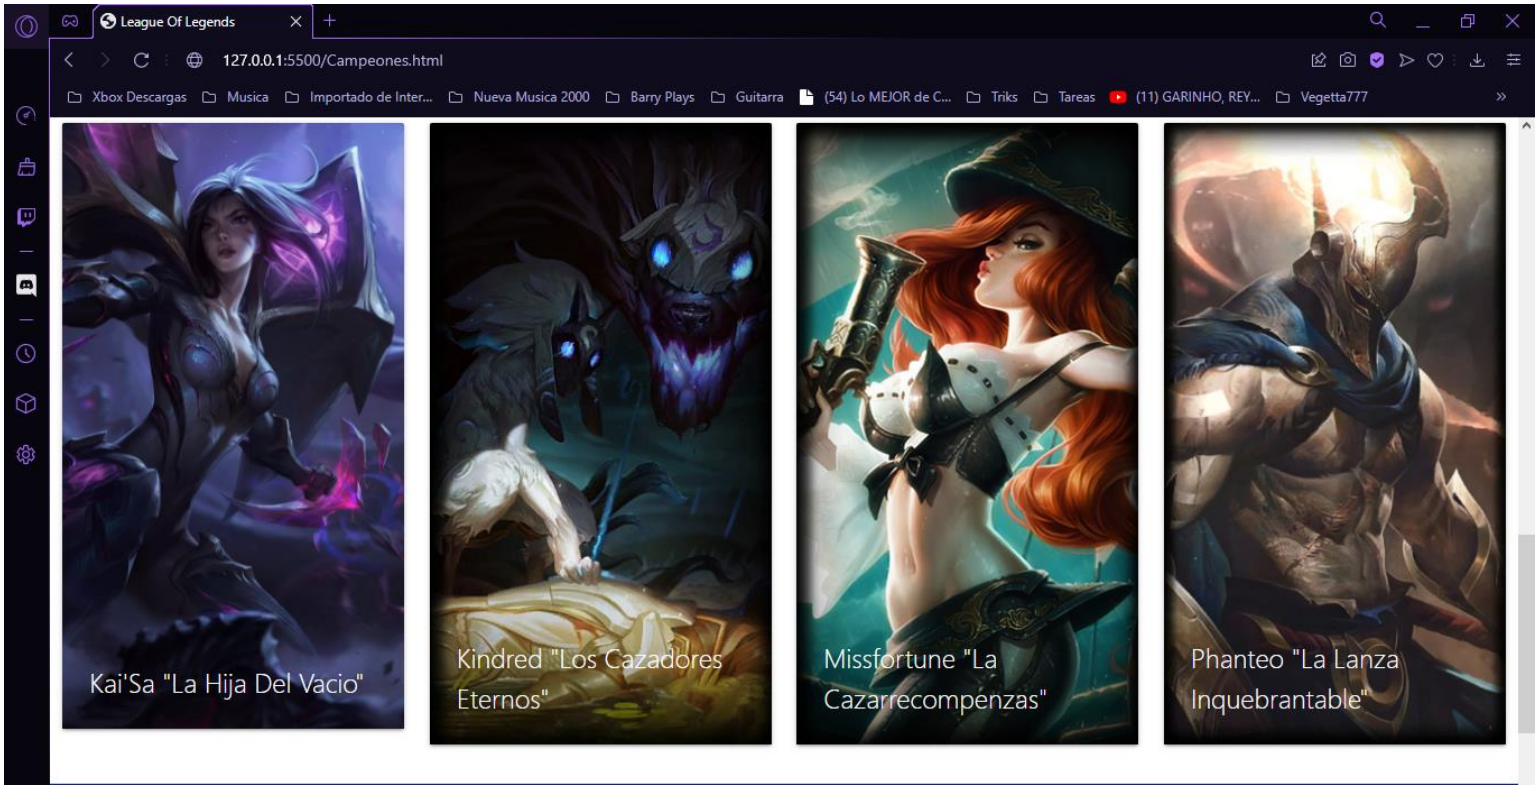 League Of Legends
127.0.0.1:5500/Campeones.html
Xbox Descargas Musica Importado de Inter... Nueva Musica 2000 Barry Plays Guitarra (54) Lo MEJOR de C... Triks Tareas (11) GARINHO, REY... Vegetta777
Kai'Sa "La Hija Del Vacio"
Kindred "Los Cazadores
Eternos"
Missfortune "La
Cazarrecompenzas"
Phanteo "La Lanza
Inquebrantable"